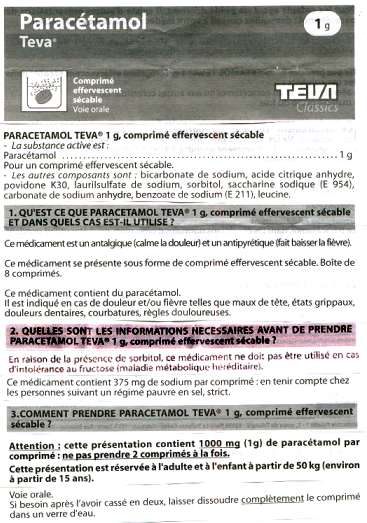 Paracétamol
Teva®
1 g
Comprimé
effervescent
sécable
Voie orale
TEVA
Classics
PARACETAMOL TEVA® 1 g, comprimé effervescent sécable
- La substance active est :
Paracétamol ........................................................................ 1 g
Pour un comprimé effervescent sécable.
- Les autres composants sont : bicarbonate de sodium, acide citrique anhydre,
povidone K30, laurilsulfate de sodium, sorbitol, saccharine sodique (E 954),
carbonate de sodium anhydre, benzoate de sodium (E 211), leucine.
1. QU'EST CE QUE PARACETAMOL TEVA® 1 g, comprimé effervescent sécable
ET DANS QUELS CAS EST-IL UTILISE ?
Ce médicament est un antalgique (calme la douleur) et un antipyrétique (fait baisser la fièvre).
Ce médicament se présente sous forme de comprimé effervescent sécable. Boîte de
8 comprimés.
Ce médicament contient du paracétamol.
Il est indiqué en cas de douleur et/ou fièvre telles que maux de tête, états grippaux,
douleurs dentaires, courbatures, règles douloureuses.
2. QUELLES SONT LES INFORMATIONS NECESSAIRES AVANT DE PRENDRE
PARACETAMOL TEVA® 1 g, comprimé effervescent sécable ?
En raison de la présence de sorbitol, ce médicament ne doit pas être utilisé en cas
d'intolérance au fructose (maladie métabolique héréditaire).
Ce médicament contient 375 mg de sodium par comprimé : en tenir compte chez
les personnes suivant un régime pauvre en sel, strict.
3.COMMENT PRENDRE PARACETAMOL TEVA® 1 g, comprimé effervescent
sécable ?
Attention : cette présentation contient 1000 mg (1g) de paracétamol par
comprimé : ne pas prendre 2 comprimés à la fois.
Cette présentation est réservée à l'adulte et à l'enfant à partir de 50 kg (environ
à partir de 15 ans).
Voie orale.
Si besoin après l'avoir cassé en deux, laisser dissoudre complètement le comprimé
dans un verre d'eau.